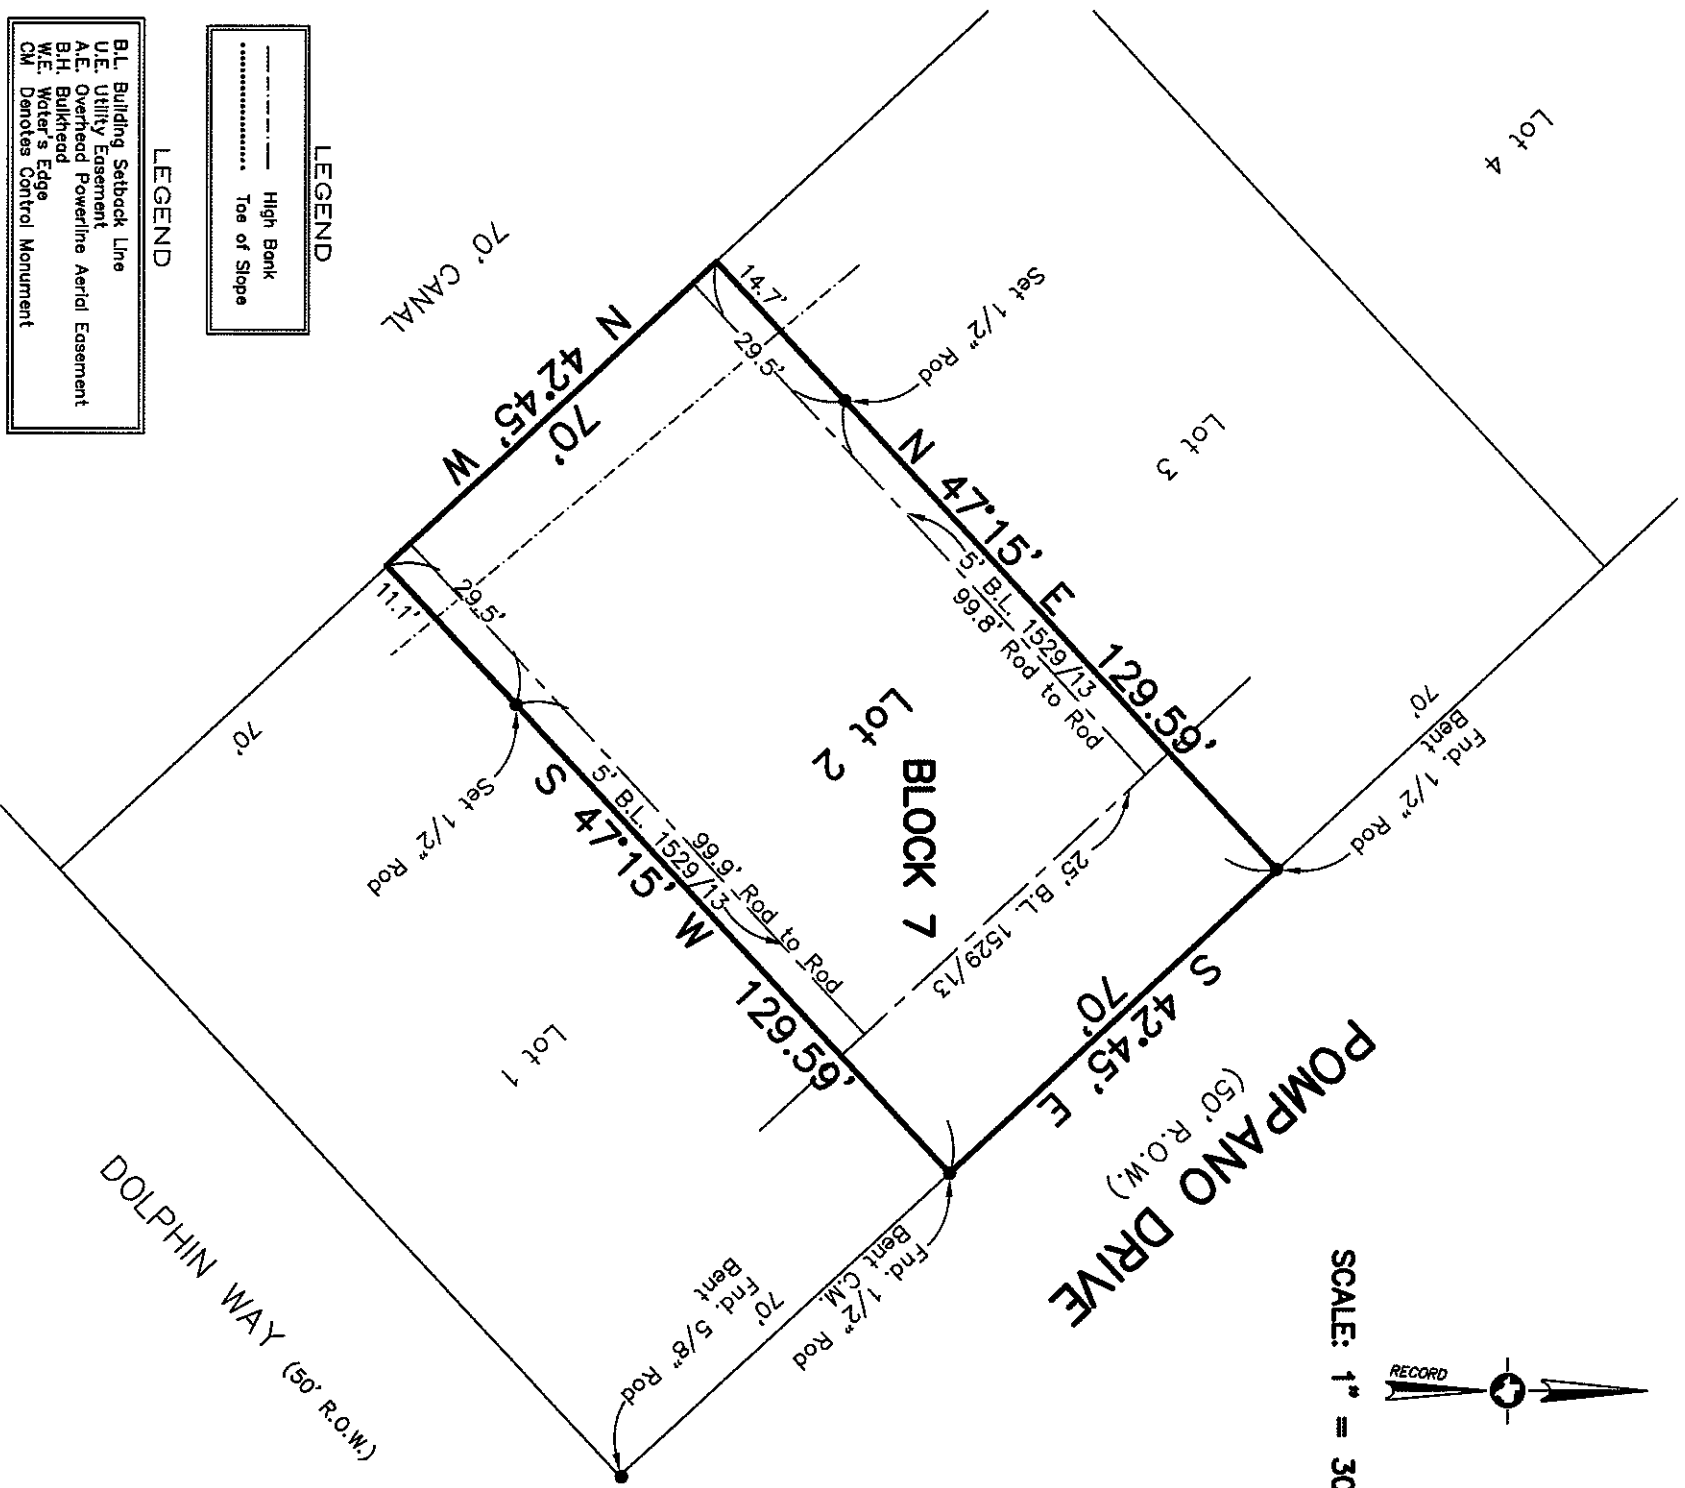 SCALE: 1" = 30
RECORD
POMPANO DRIVE
(50' R.O.W.)
Lot 4
Lot 3
70'
Fnd. 1/2" Rod
Bent
Set 1/2" Rod
N 47°15' E 129.59'
5' B.L. 1529/13
99.8' Rod to Rod
14.7'
29.5'
S 42°45' E
70'
25' B.L. 1529/13
BLOCK 7
Lot 2
70' CANAL
N 42°45' W
70'
29.5'
11.1'
99.9' Rod to Rod
5' B.L. 1529/13
S 47°15' W 129.59'
Set 1/2" Rod
Fnd. 1/2" Rod
Bent C.M.
70'
Fnd. 5/8" Rod
Bent
Lot 1
70'
DOLPHIN WAY (50' R.O.W.)
LEGEND
High Bank
Toe of Slope
LEGEND
B.L. Building Setback Line
U.E. Utility Easement
A.E. Overhead Powerline Aerial Easement
B.H. Bulkhead
W.E. Water's Edge
CM Denotes Control Monument